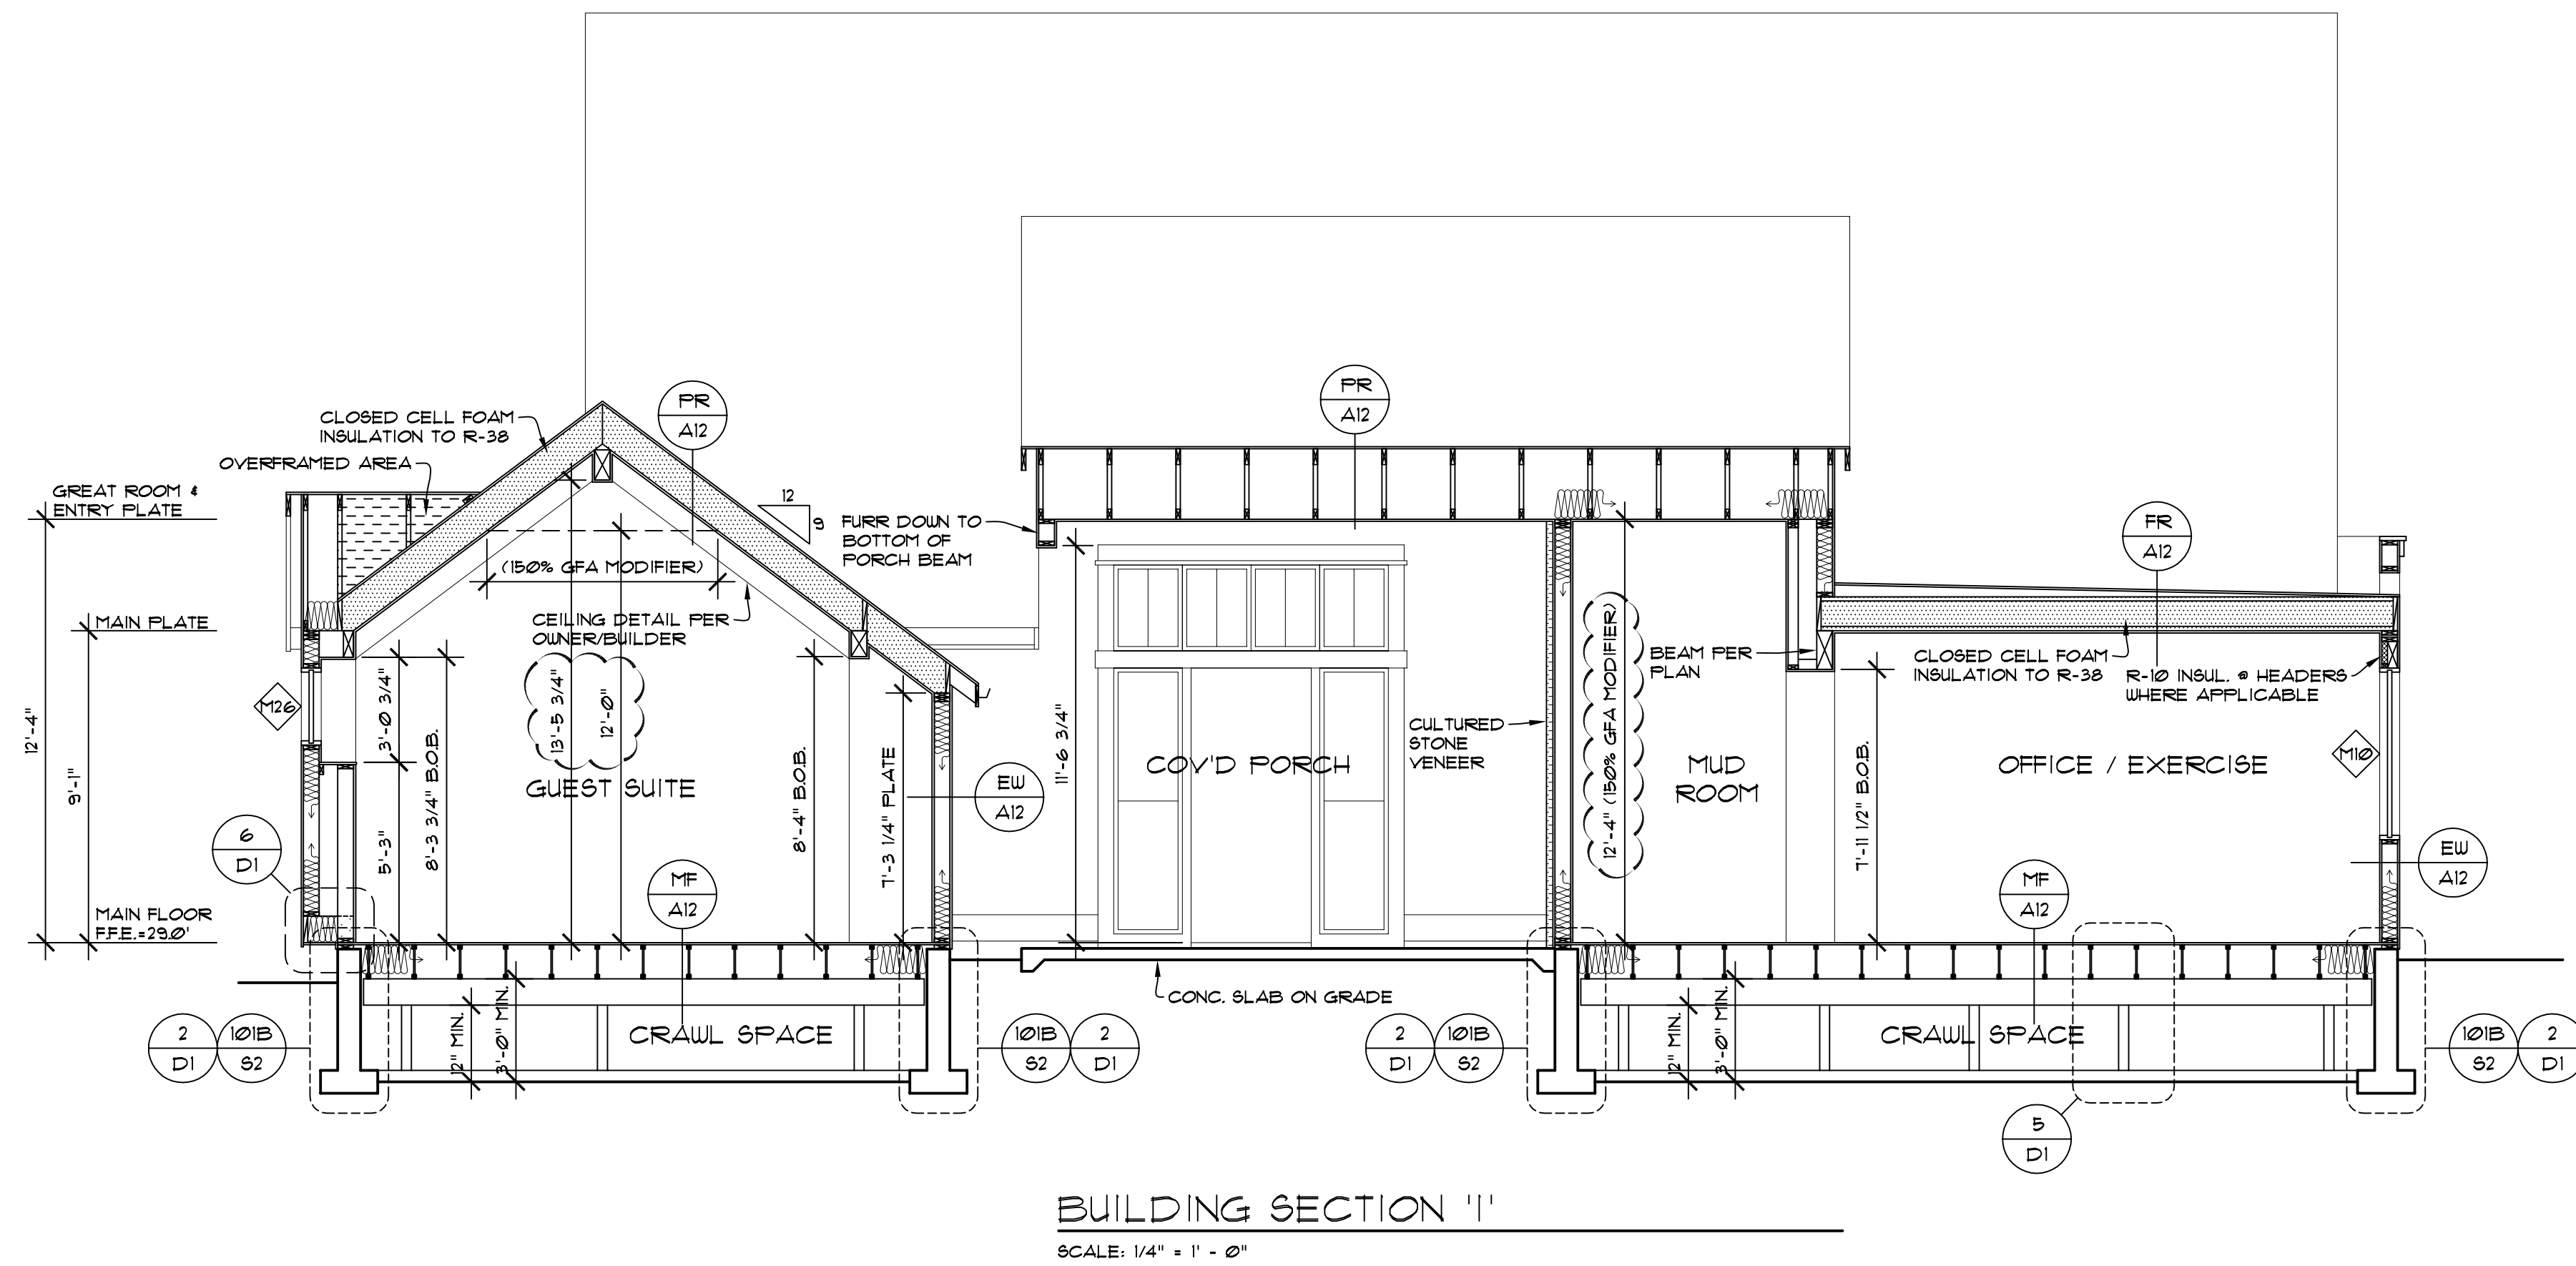 CLOSED CELL FOAM
INSULATION TO R-38
OVERFRAMED AREA
GREAT ROOM &
ENTRY PLATE
MAIN PLATE
MAIN FLOOR
F.F.E.=29.0'
12'-4"
9'-1"
M26
6
D1
PR
A12
12
9
(150% GFA MODIFIER)
CEILING DETAIL PER
OWNER/BUILDER
3'-0 3/4"
5'-3"
8'-3 3/4" B.O.B.
13'-5 3/4"
12'-0"
GUEST SUITE
8'-4" B.O.B.
7'-3 1/4" PLATE
MF
A12
EW
A12
FURR DOWN TO
BOTTOM OF
PORCH BEAM
PR
A12
11'-6 3/4"
COV'D PORCH
CULTURED
STONE
VENEER
12'-4" (150% GFA MODIFIER)
BEAM PER
PLAN
MUD
ROOM
7'-11 1/2" B.O.B.
FR
A12
CLOSED CELL FOAM
INSULATION TO R-38
R-10 INSUL. @ HEADERS
WHERE APPLICABLE
OFFICE / EXERCISE
M10
MF
A12
EW
A12
2
D1
101B
S2
12" MIN.
3'-0" MIN.
CRAWL SPACE
101B
S2
2
D1
CONC. SLAB ON GRADE
2
D1
101B
S2
12" MIN.
3'-0" MIN.
CRAWL SPACE
101B
S2
2
D1
5
D1
BUILDING SECTION '1'
SCALE: 1/4" = 1' - 0"